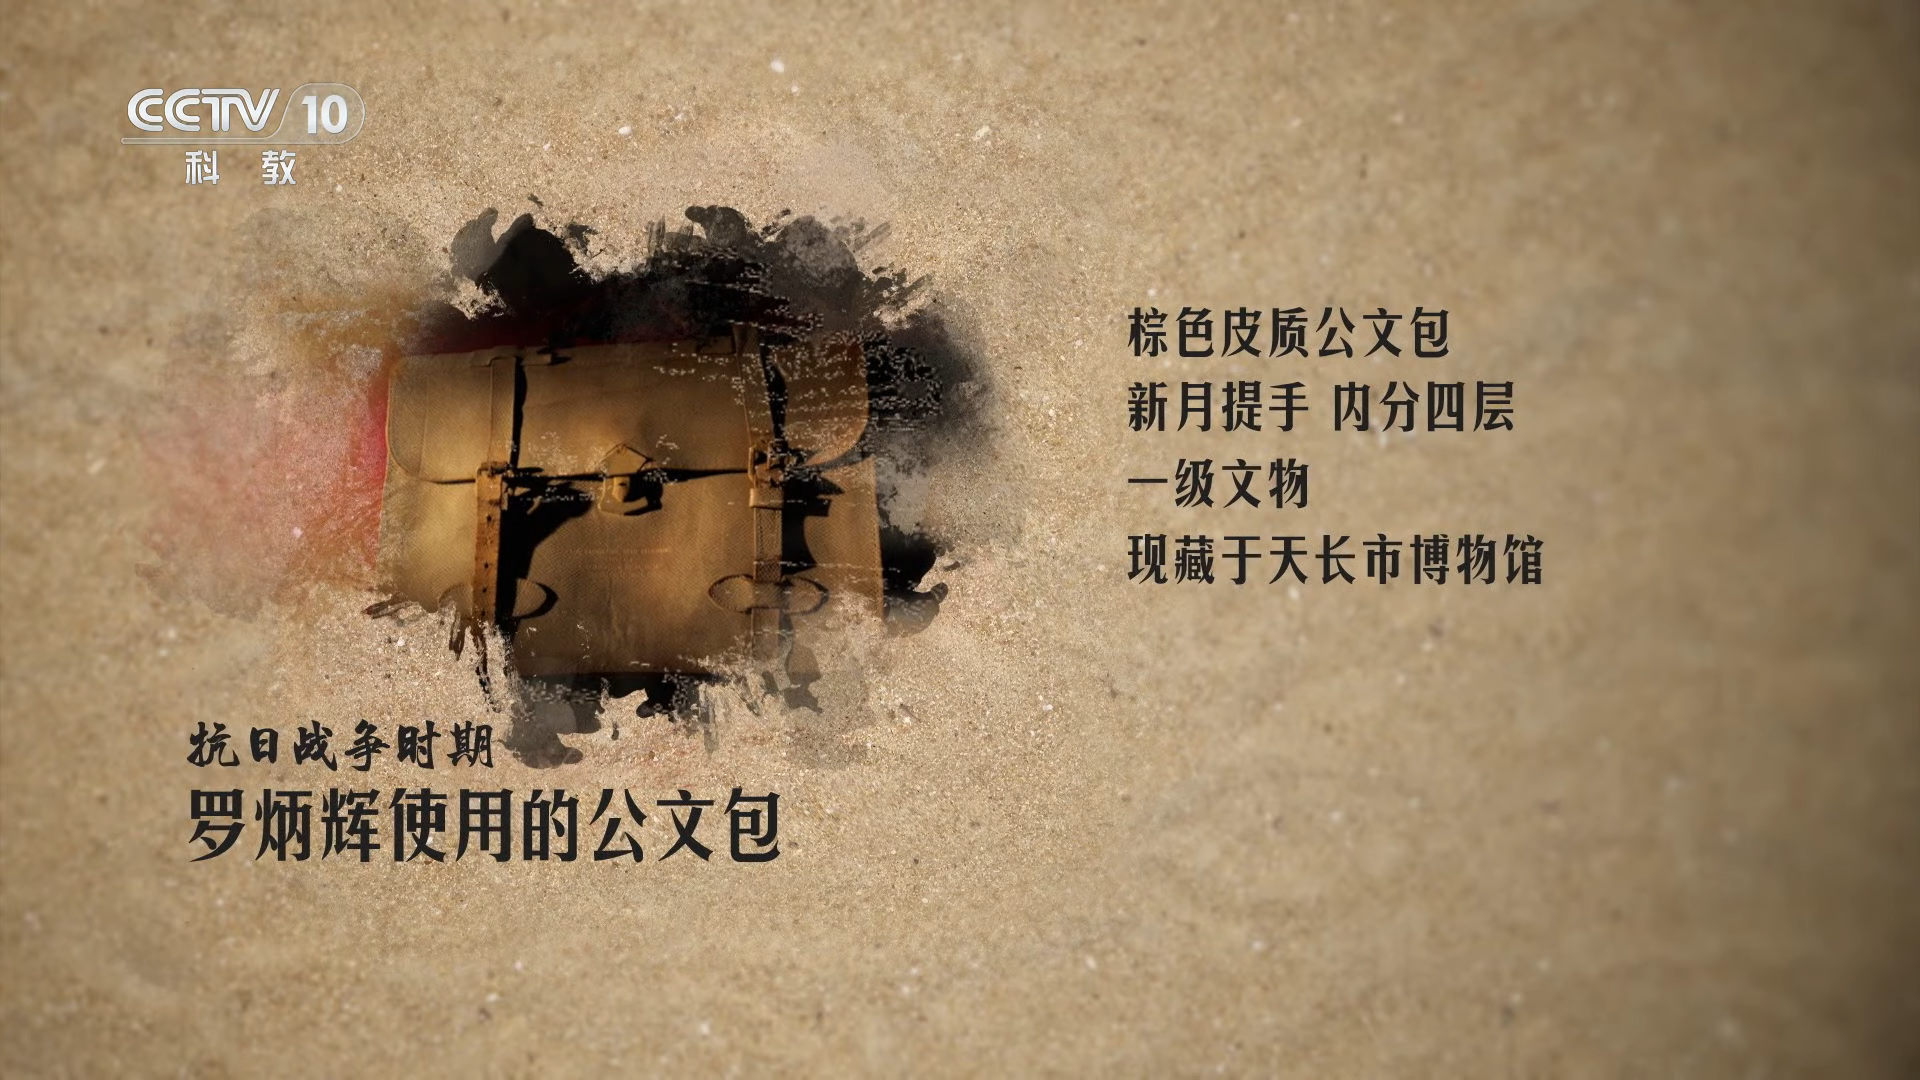 CCTV 10
科 教
棕色皮质公文包
新月提手 内分四层
一级文物
现藏于天长市博物馆
抗日战争时期
罗炳辉使用的公文包